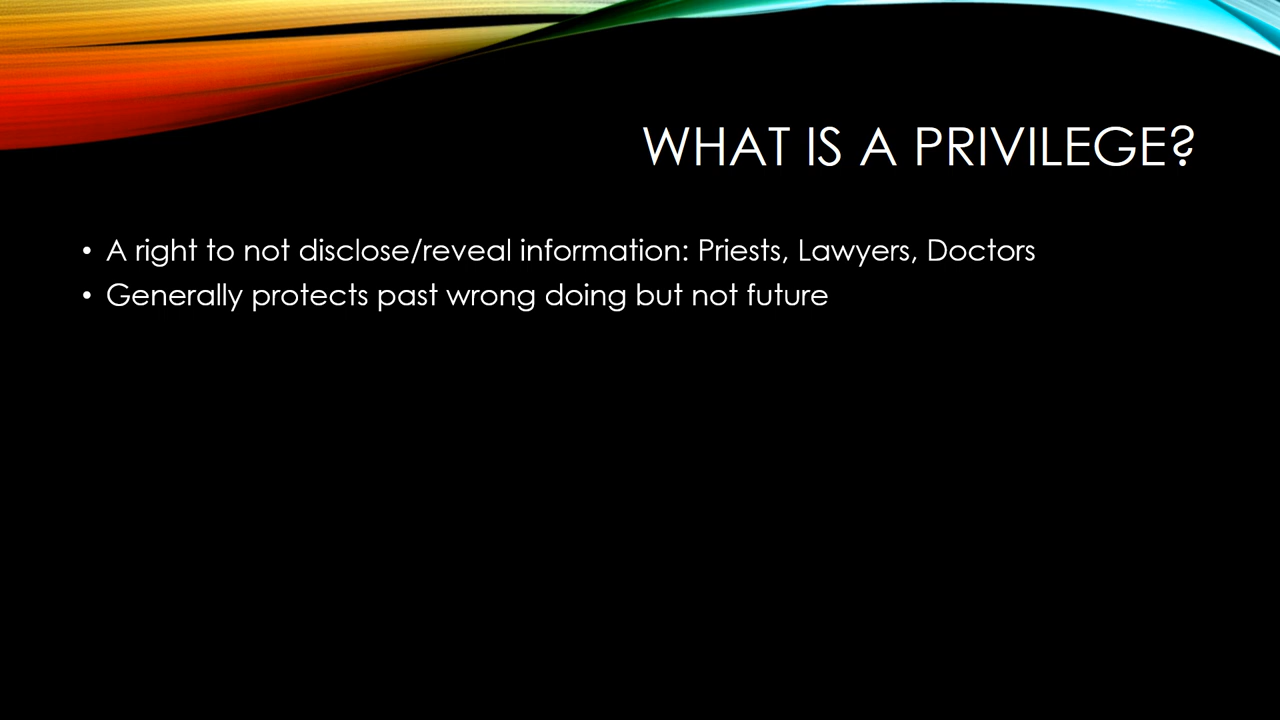 WHAT IS A PRIVILEGE?
• A right to not disclose/reveal information: Priests, Lawyers, Doctors
• Generally protects past wrong doing but not future